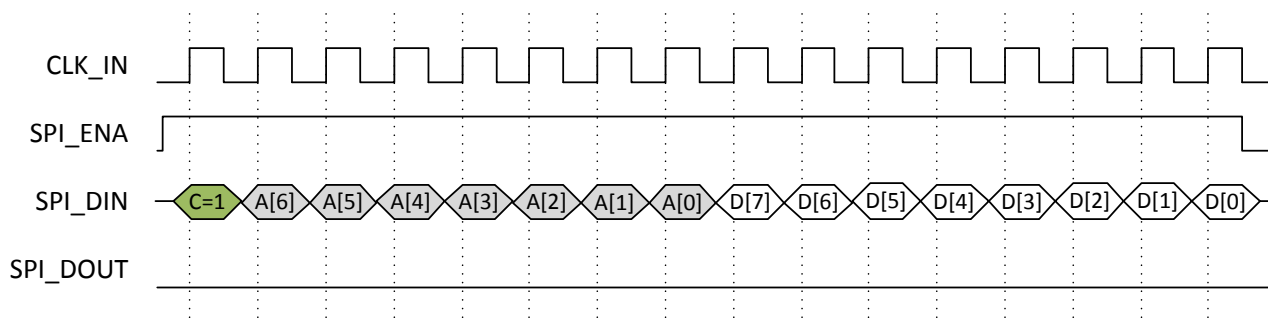 CLK_IN
SPI_ENA
SPI_DIN C=1 A[6] A[5] A[4] A[3] A[2] A[1] A[0] D[7] D[6] D[5] D[4] D[3] D[2] D[1] D[0]
SPI_DOUT